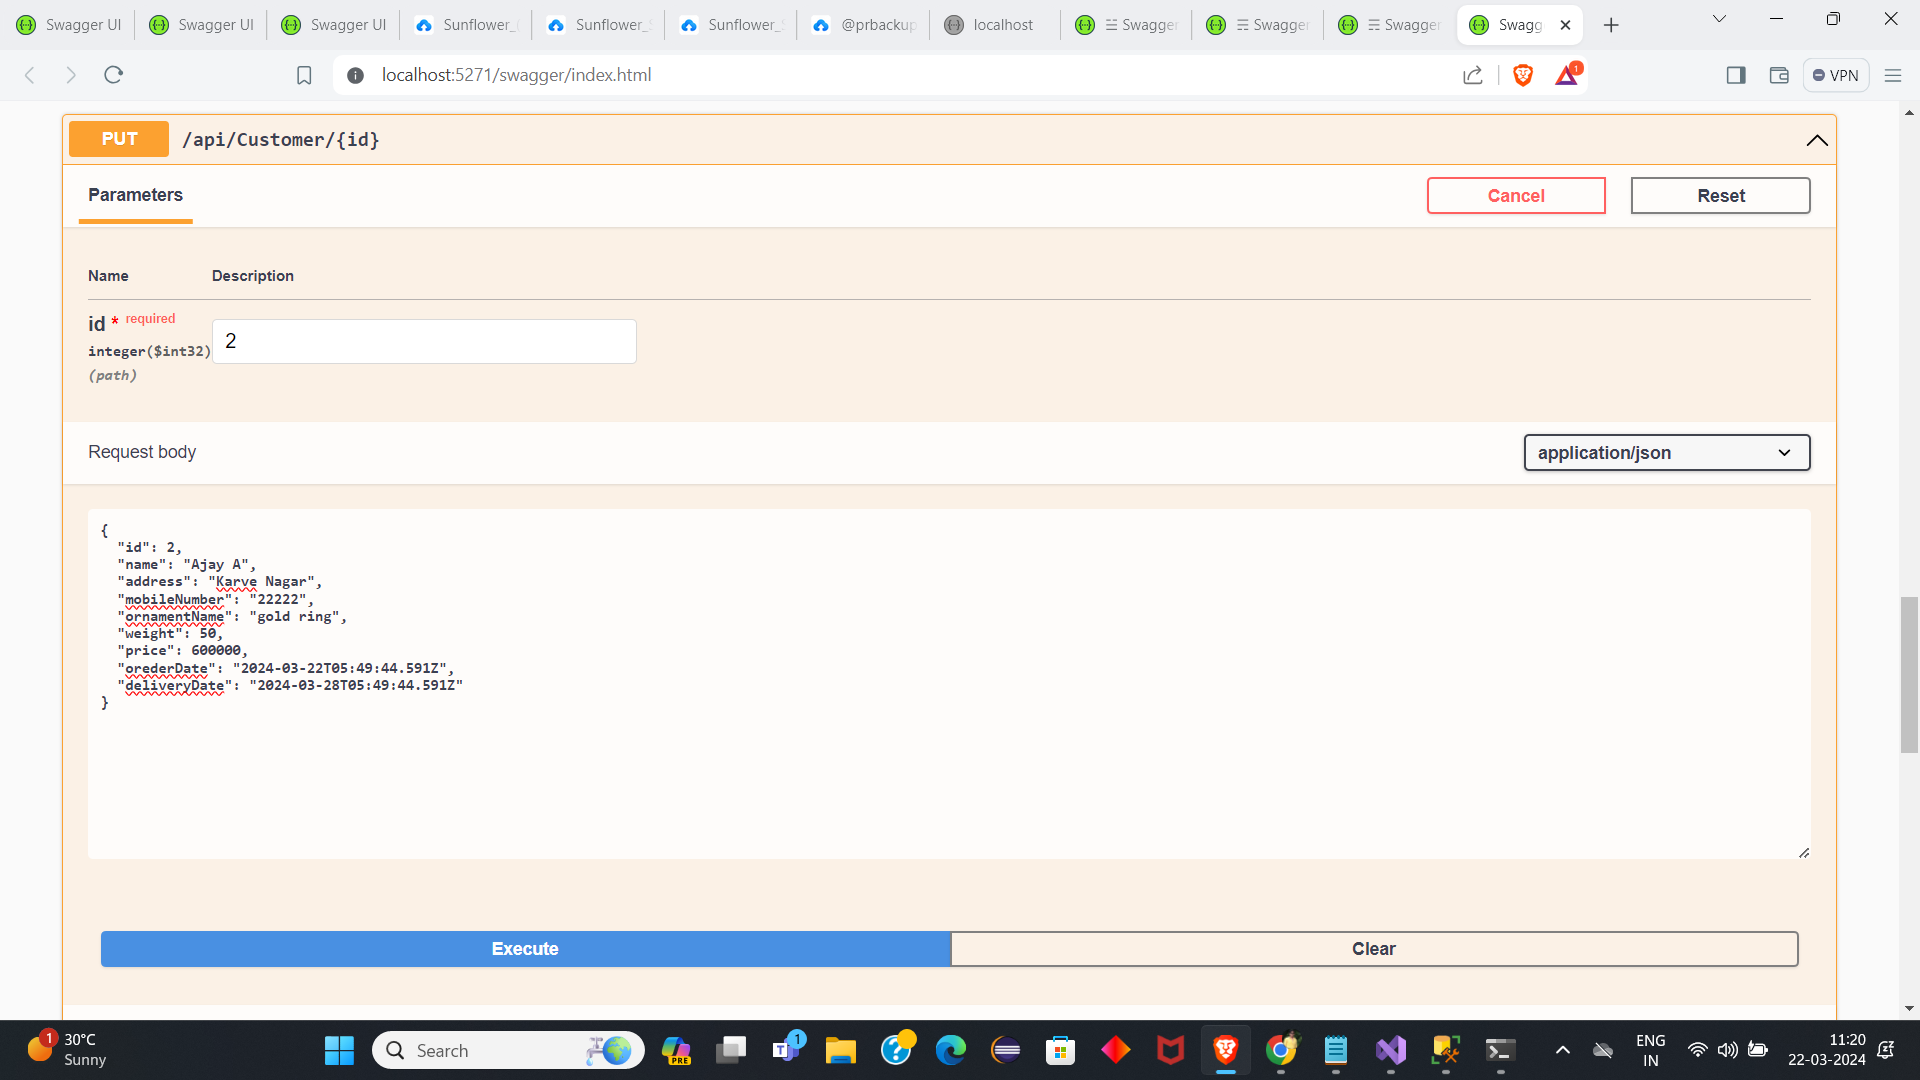 Swagger UI
Swagger UI
Swagger UI
Sunflower_
Sunflower_
Sunflower_
@prbackup
localhost
Swagger
Swagger
Swagger
Swagg
localhost:5271/swagger/index.html
1
VPN
PUT
/api/Customer/{id}
Parameters
Cancel
Reset
Name
Description
id * required
integer($int32)
(path)
2
Request body
application/json
{
"id": 2,
"name": "Ajay A",
"address": "Karve Nagar",
"mobileNumber": "22222",
"ornamentName": "gold ring",
"weight": 50,
"price": 600000,
"orederDate": "2024-03-22T05:49:44.591Z",
"deliveryDate": "2024-03-28T05:49:44.591Z"
}
Execute
Clear
1
30°C
Sunny
Search
PRE
1
ENG
IN
11:20
22-03-2024